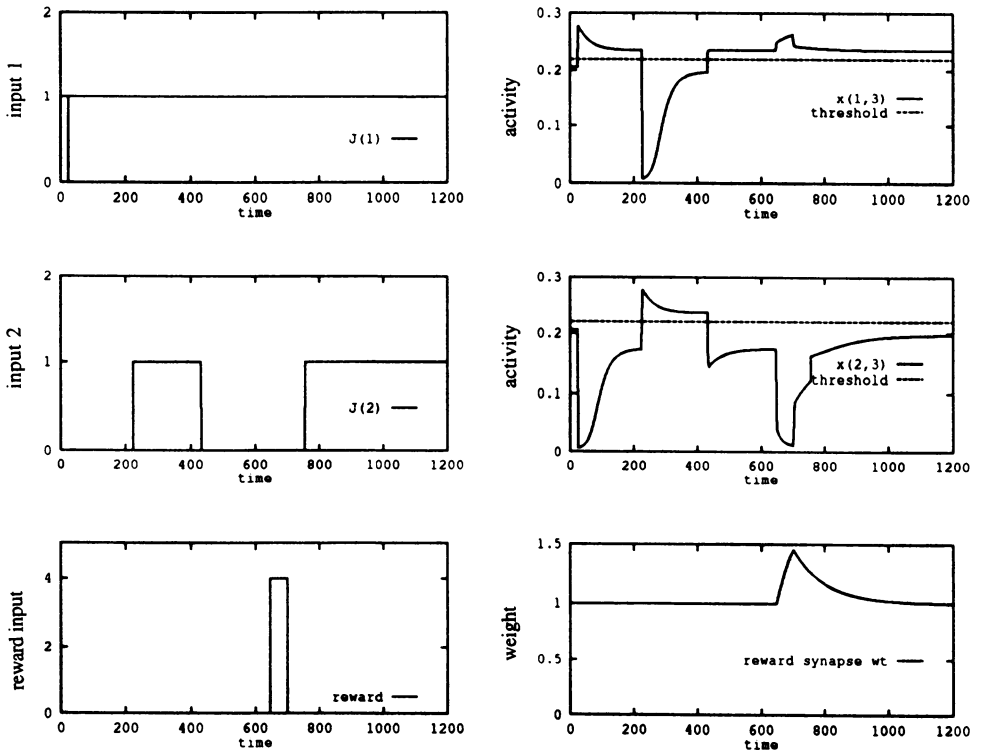 input 1
2
1
0
J(1)
0 200 400 600 800 1000 1200
time
activity
0.3
0.2
0.1
0
x(1,3)
threshold
0 200 400 600 800 1000 1200
time
input 2
2
1
0
J(2)
0 200 400 600 800 1000 1200
time
activity
0.3
0.2
0.1
0
x(2,3)
threshold
0 200 400 600 800 1000 1200
time
reward input
4
2
0
reward
0 200 400 600 800 1000 1200
time
weight
1.5
1
0.5
0
reward synapse wt
0 200 400 600 800 1000 1200
time